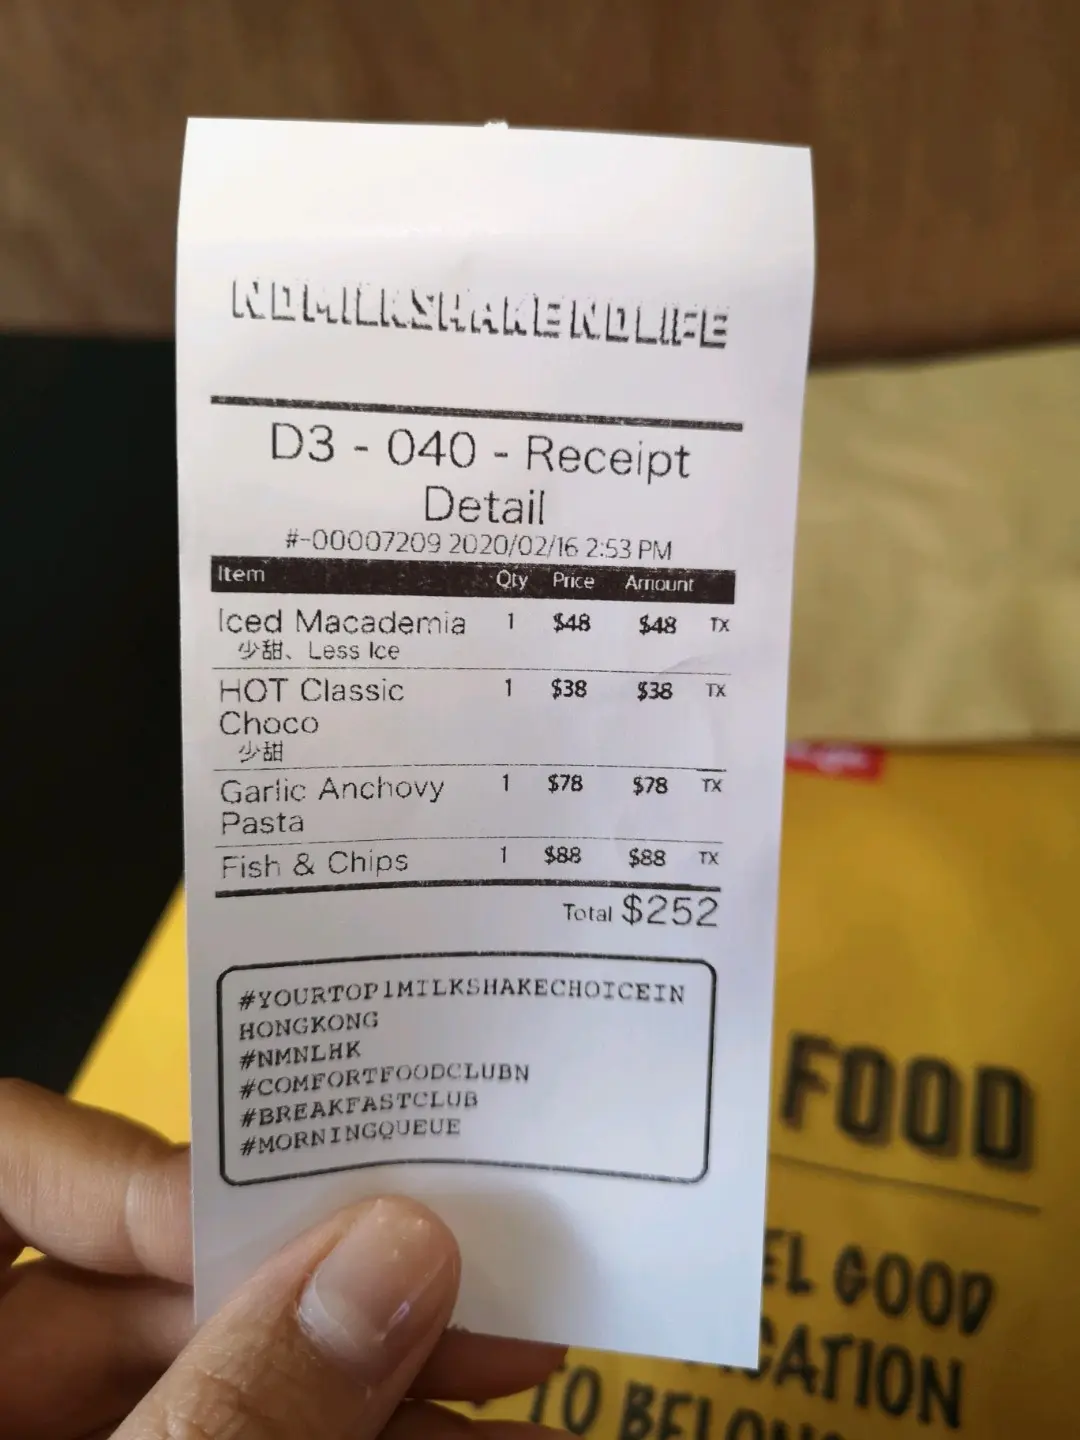 NOMILKSHAKENOLIFE
D3 - 040 - Receipt
Detail
#-00007209 2020/02/16 2:53 PM
Item Qty Price Amount
Iced Macademia 1 $48 $48 TX
少甜、Less Ice
HOT Classic 1 $38 $38 TX
Choco
少甜
Garlic Anchovy 1 $78 $78 TX
Pasta
Fish & Chips 1 $88 $88 TX
Total $252
#YOURTOP1MILKSHAKECHOICEIN
HONGKONG
#NMNLHK
#COMFORTFOODCLUBN
#BREAKFASTCLUB
#MORNINGQUEUE
FOOD
GOOD
TO